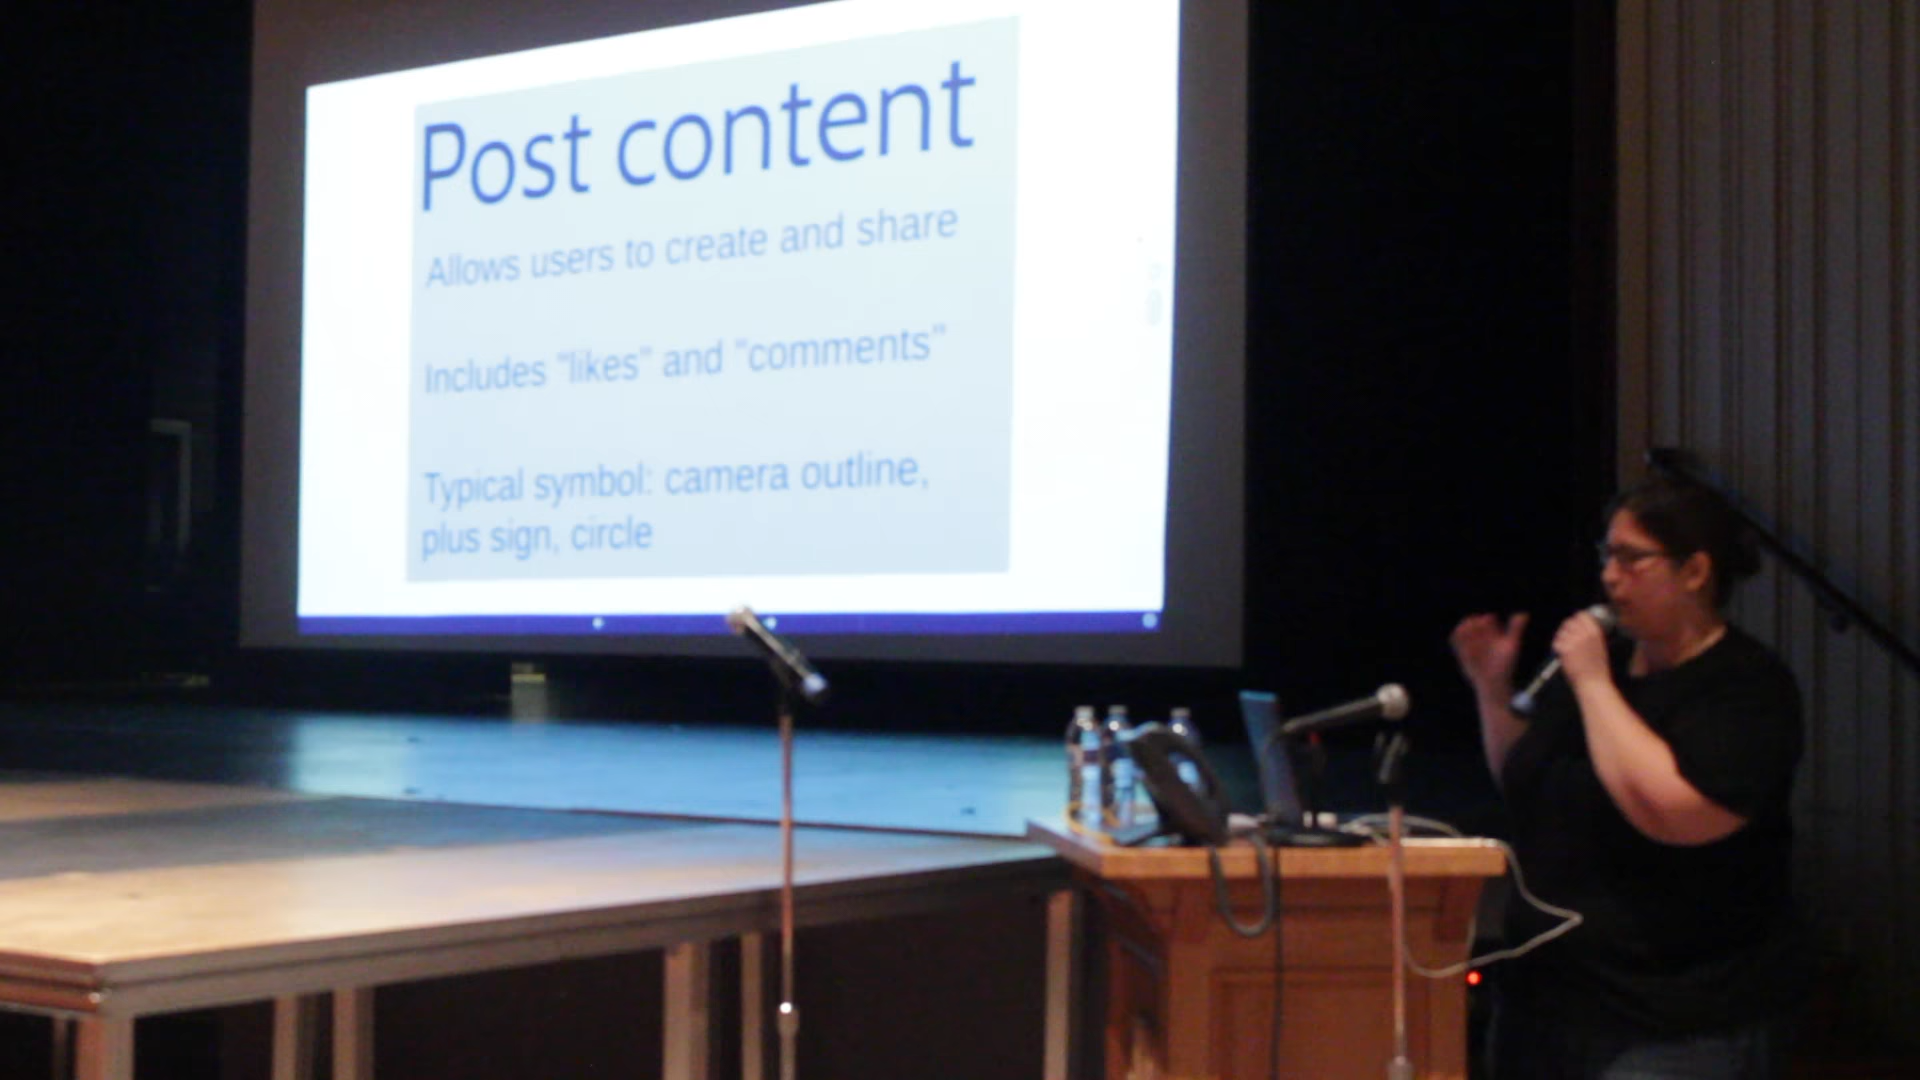 Post content
Allows users to create and share
Includes "likes" and "comments"
Typical symbol: camera outline,
plus sign, circle